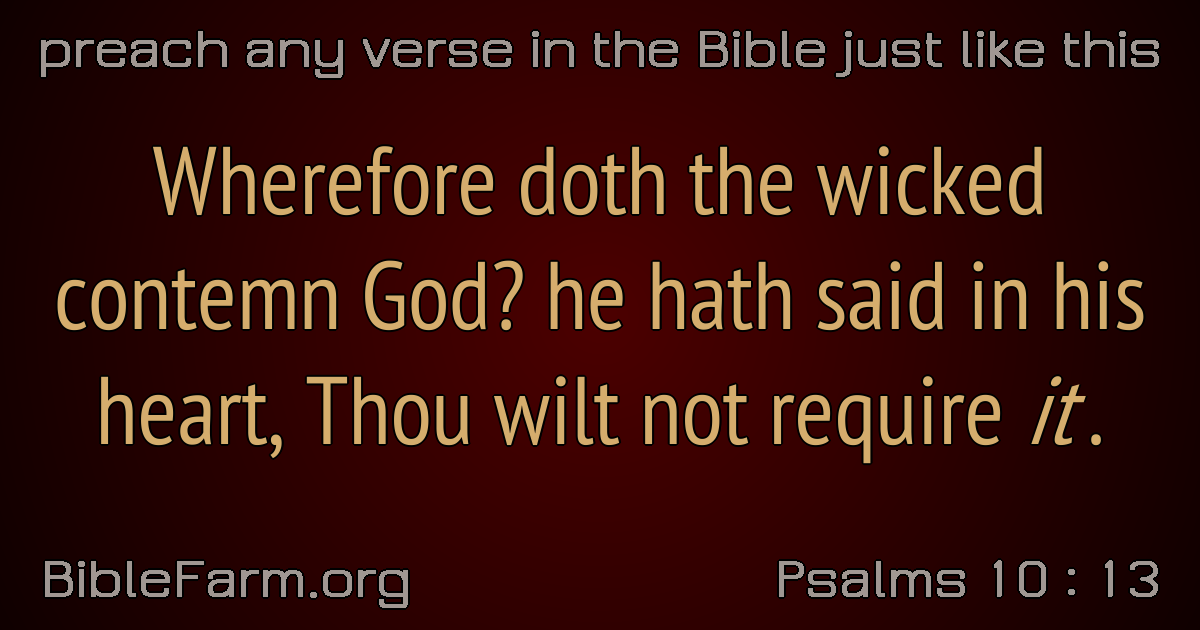 preach any verse in the Bible just like this
Wherefore doth the wicked
contemn God? he hath said in his
heart, Thou wilt not require it.
BibleFarm.org
Psalms 10 : 13